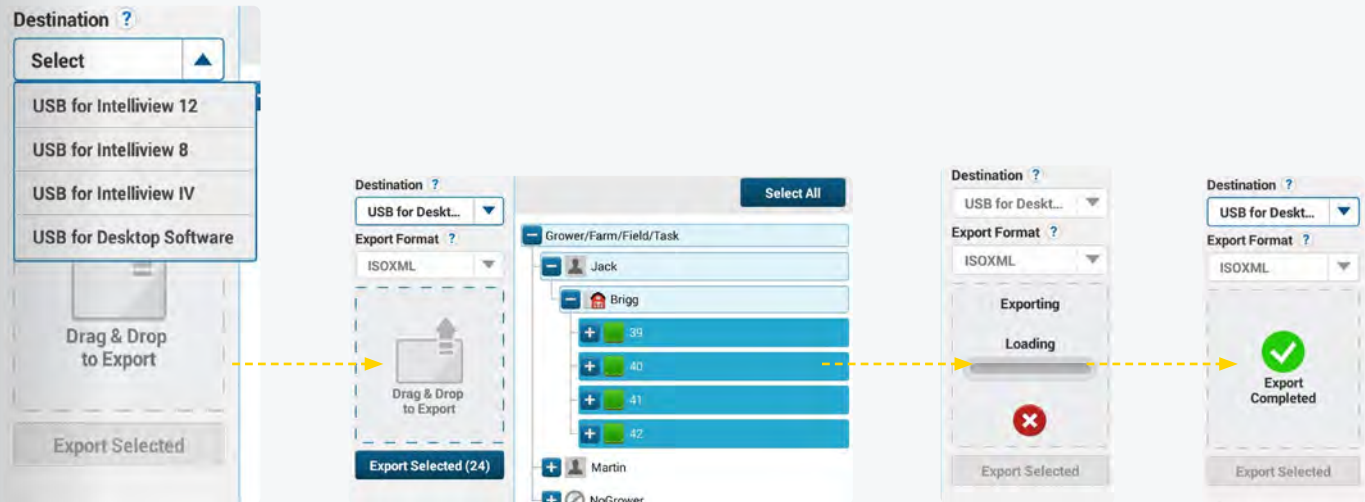 Destination ?
Select
USB for Intelliview 12
USB for Intelliview 8
USB for Intelliview IV
USB for Desktop Software
Drag & Drop
to Export
Export Selected
Destination ?
USB for Deskt...
Export Format ?
ISOXML
Drag & Drop
to Export
Export Selected (24)
Select All
Grower/Farm/Field/Task
Jack
Brigg
39
40
41
42
Martin
NoGrower
Destination ?
USB for Deskt...
Export Format ?
ISOXML
Exporting
Loading
Export Selected
Destination ?
USB for Deskt...
Export Format ?
ISOXML
Export
Completed
Export Selected